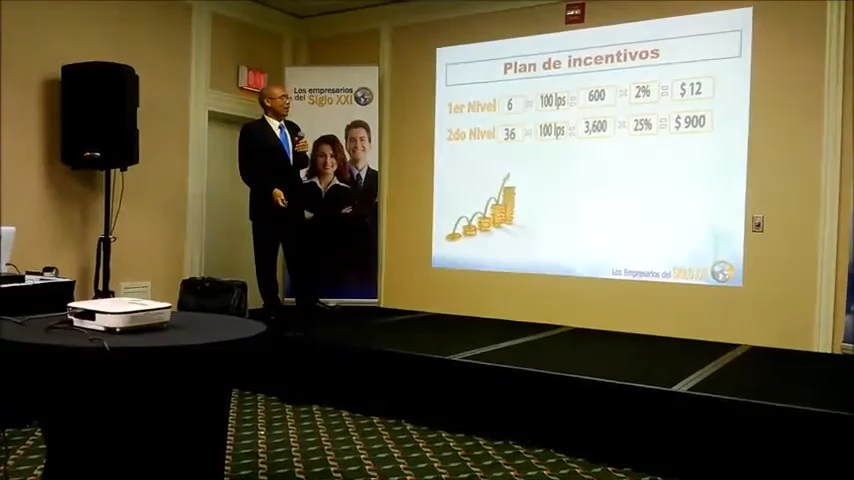 Los empresarios del
Siglo XXI
Plan de incentivos
1er Nivel 6 100 lps 600 2% $ 12
2do Nivel 36 100 lps 3,600 25% $ 900
Los Empresarios del SIGLO XXI